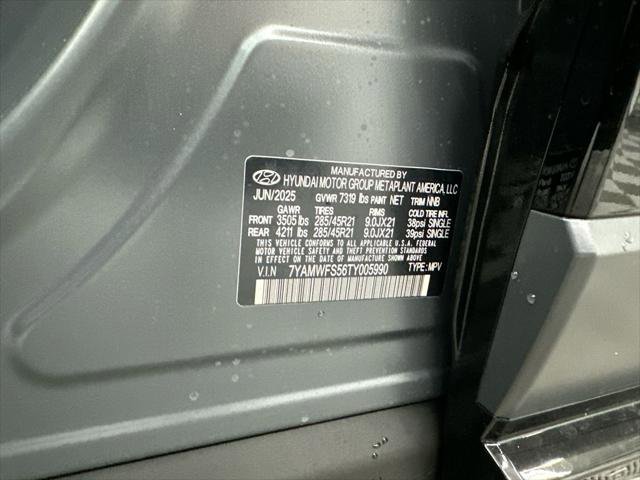 MANUFACTURED BY
HYUNDAI MOTOR GROUP METAPLANT AMERICA, LLC
JUN/2025 GVWR 7319 lbs PAINT NET TRIM NNB
GAWR TIRES RIMS COLD TIRE INFL
FRONT 3505 lbs 285/45R21 9.0JX21 38psi SINGLE
REAR 4211 lbs 285/45R21 9.0JX21 39psi SINGLE
THIS VEHICLE CONFORMS TO ALL APPLICABLE U.S. FEDERAL
MOTOR VEHICLE SAFETY STANDARDS IN EFFECT ON THE
DATE OF MANUFACTURE SHOWN ABOVE.
V.I.N 7YAMWFS56TY005990 TYPE: MPV